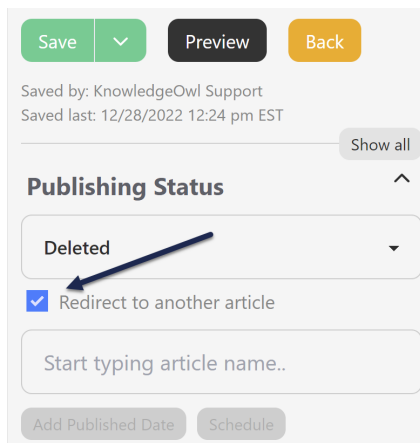 Save Preview Back
Saved by: KnowledgeOwl Support
Saved last: 12/28/2022 12:24 pm EST
Show all
Publishing Status
Deleted
Redirect to another article
Start typing article name..
Add Published Date Schedule